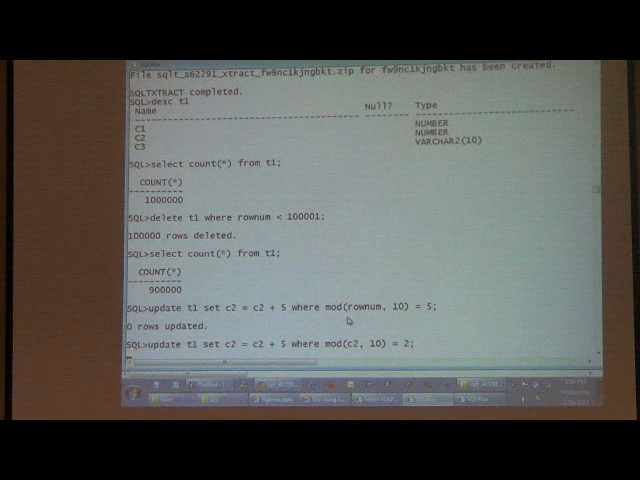 File sqlt_s62291_xtract_fw9nc1kjngbkt.zip for fw9nc1kjngbkt has been created.
SQLTXTRACT completed.
SQL>desc t1
Name Null? Type
C1 NUMBER
C2 NUMBER
C3 VARCHAR2(10)
SQL>select count(*) from t1;
COUNT(*)
1000000
SQL>delete t1 where rownum < 100001;
100000 rows deleted.
SQL>select count(*) from t1;
COUNT(*)
900000
SQL>update t1 set c2 = c2 + 5 where mod(rownum, 10) = 5;
0 rows updated.
SQL>update t1 set c2 = c2 + 5 where mod(c2, 10) = 2;